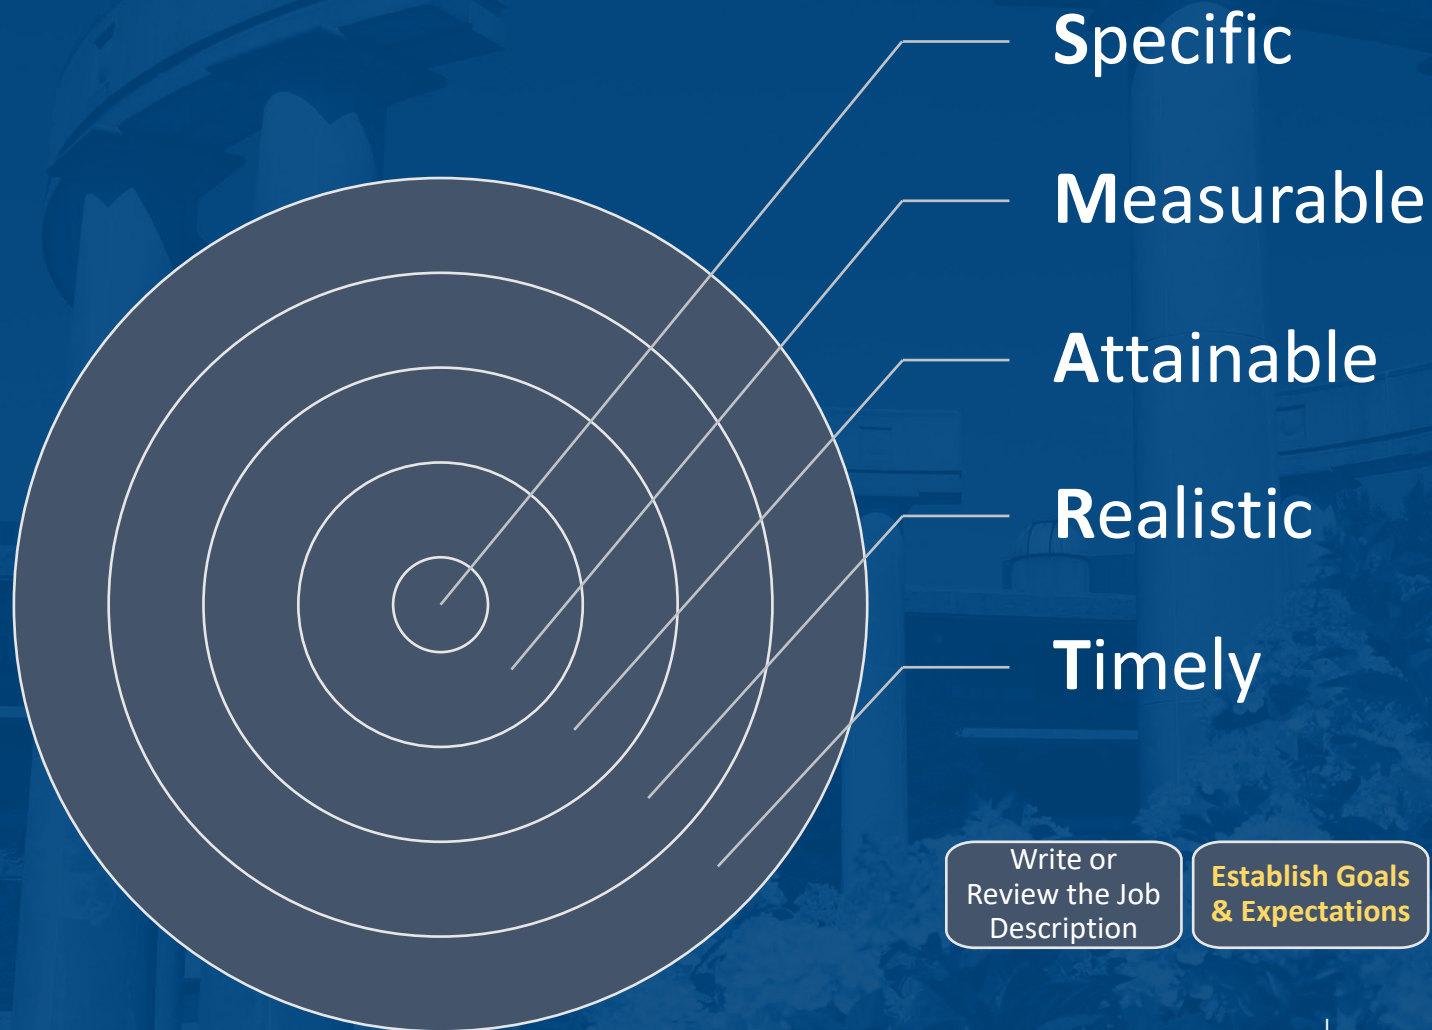 Specific
Measurable
Attainable
Realistic
Timely
Write or
Review the Job
Description
Establish Goals
& Expectations